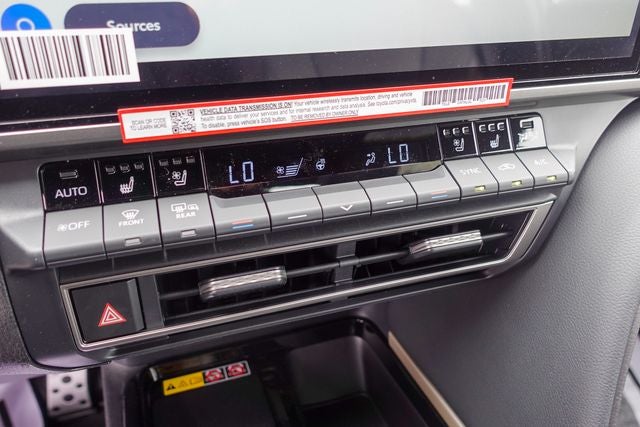 Sources
SCAN QR CODE
TO LEARN MORE
VEHICLE DATA TRANSMISSION IS ON! Your vehicle wirelessly transmits location, driving and vehicle
health data to deliver your services and for internal research and data analysis. See toyota.com/privacyvts.
To disable, press vehicle's SOS button. TO BE REMOVED BY OWNER ONLY
AUTO
LO
LO
OFF
FRONT
REAR
SYNC
A/C